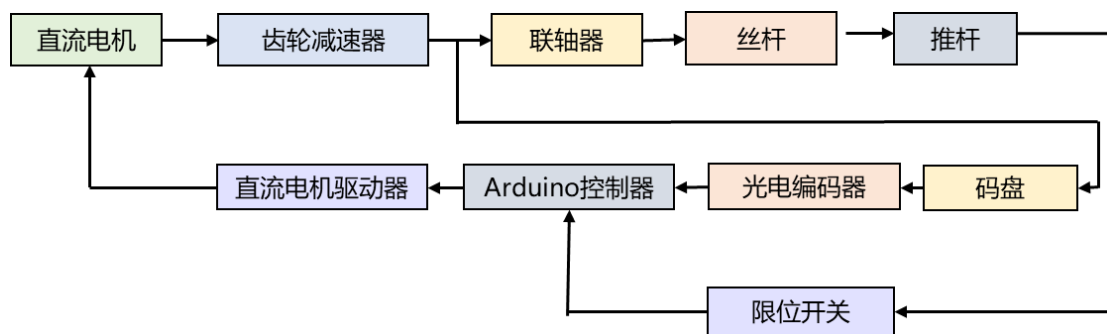 直流电机
齿轮减速器
联轴器
丝杆
推杆
直流电机驱动器
Arduino控制器
光电编码器
码盘
限位开关